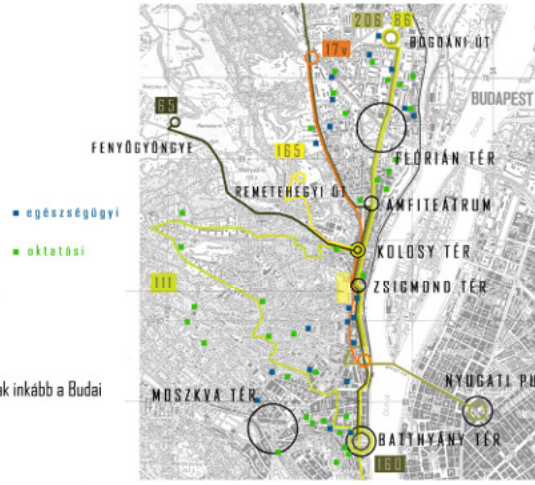 206 86
BOGDÁNI ÚT
17v
BUDAPEST
65
FENYŐGYÖNGYE
165
FLÓRIÁN TÉR
REMETEHEGYI ÚT
AMFITEÁTRUM
egészségügyi
oktatási
KOLOSY TÉR
111
ZSIGMOND TÉR
ak inkább a Budai
MOSZKVA TÉR
NYUGATI PU
BATTHYÁNY TÉR
160